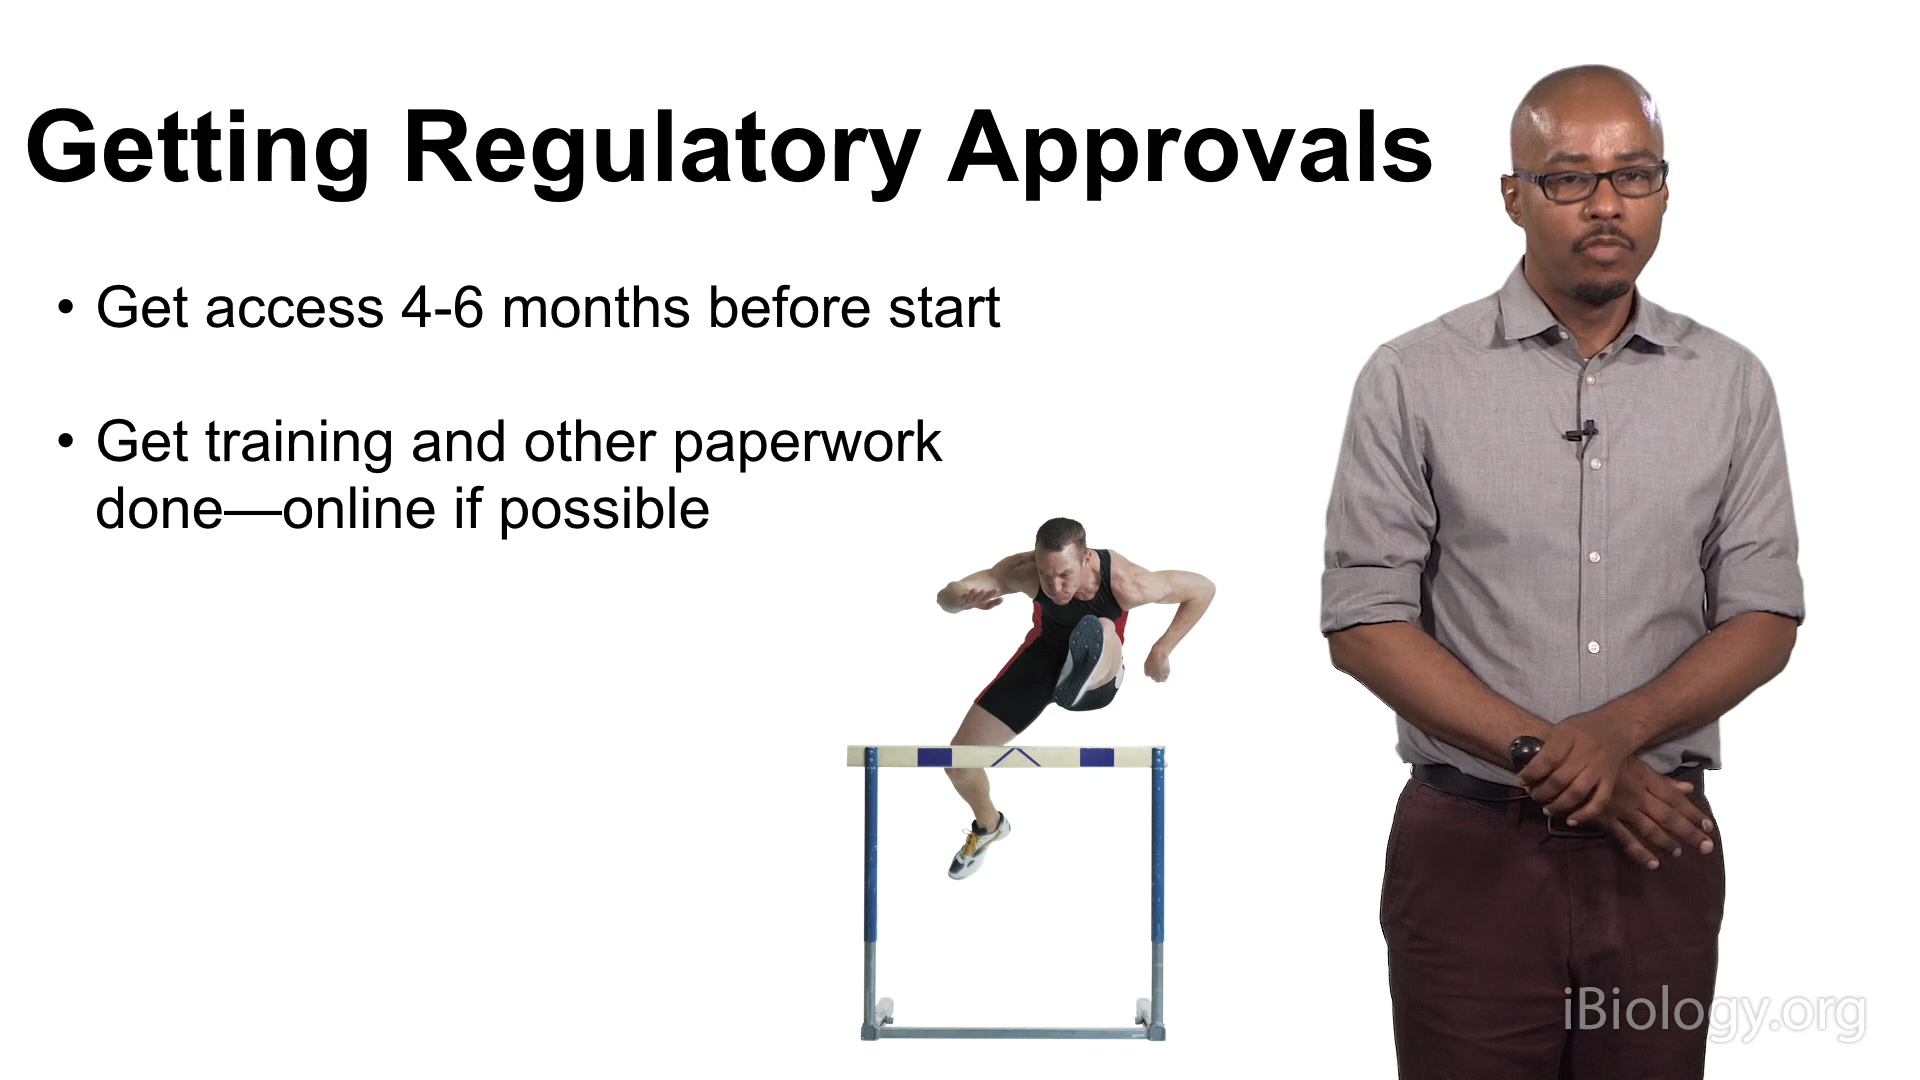 Getting Regulatory Approvals
• Get access 4-6 months before start
• Get training and other paperwork
done—online if possible
iBiology.org